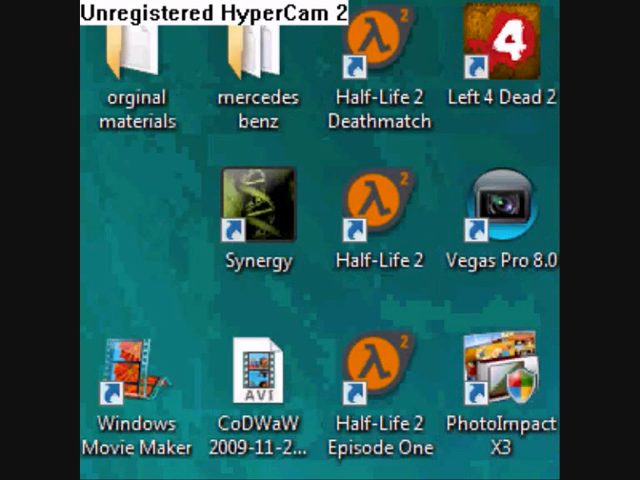 Unregistered HyperCam 2
orginal
materials
mercedes
benz
Half-Life 2
Deathmatch
Left 4 Dead 2
Synergy
Half-Life 2
Vegas Pro 8.0
Windows
Movie Maker
AVI
CoDWaW
2009-11-2...
Half-Life 2
Episode One
PhotoImpact
X3